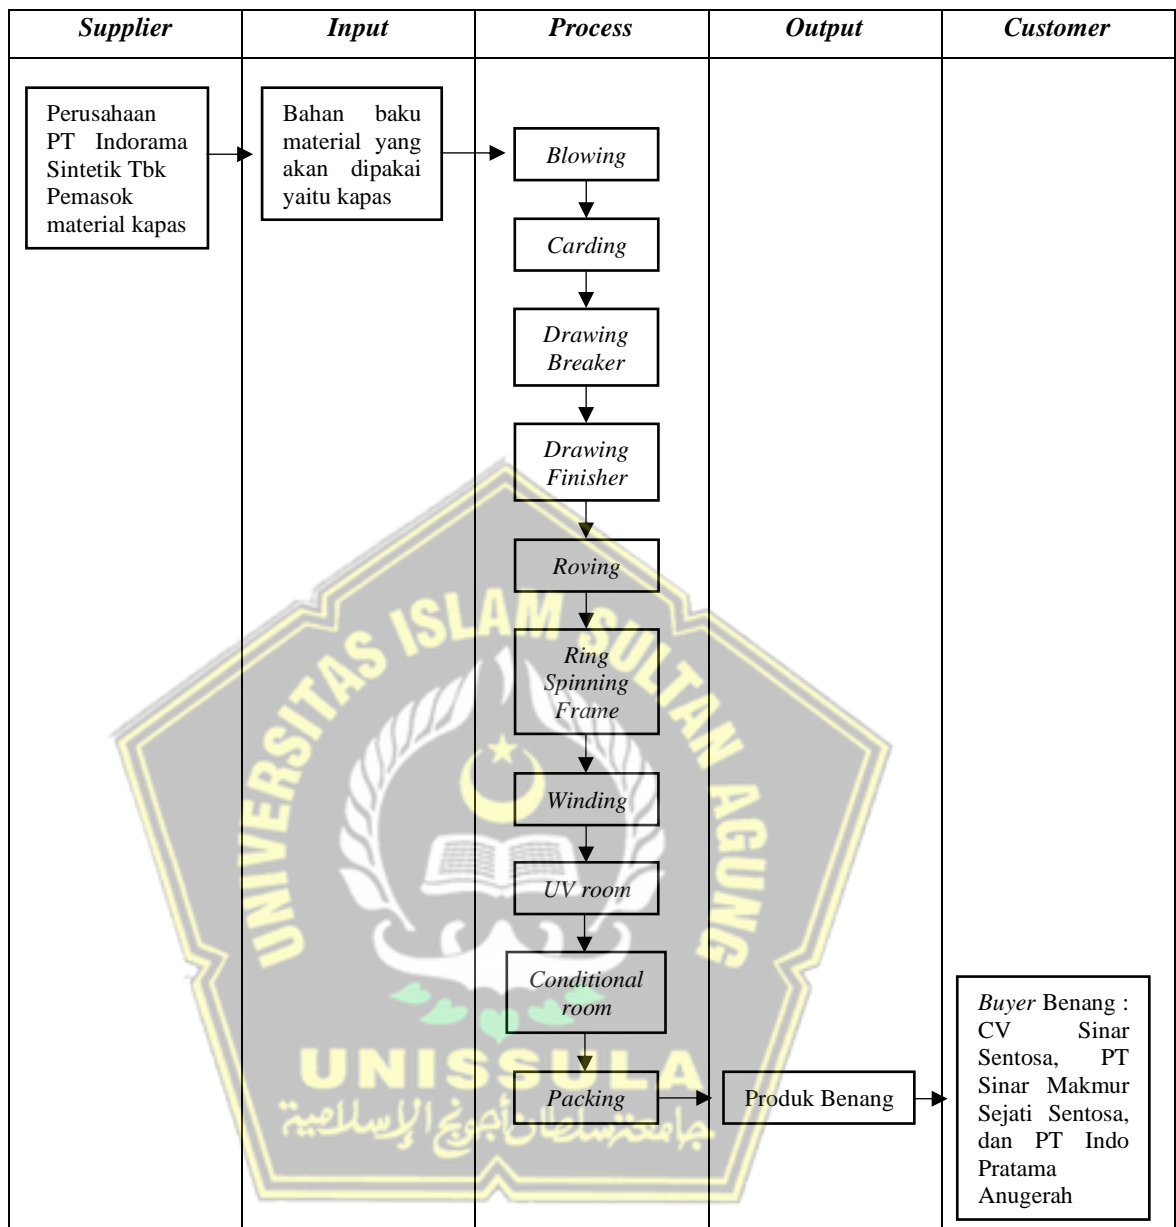 Supplier Input Process Output Customer
Perusahaan
PT Indorama
Sintetik Tbk
Pemasok
material kapas
Bahan baku
material yang
akan dipakai
yaitu kapas
Blowing
Carding
Drawing
Breaker
Drawing
Finisher
Roving
Ring
Spinning
Frame
Winding
UV room
Conditional
room
Packing
Produk Benang
Buyer Benang :
CV Sinar
Sentosa, PT
Sinar Makmur
Sejati Sentosa,
dan PT Indo
Pratama
Anugerah
UNIVERSITAS ISLAM SULTAN AGUNG
UNISSULA
جامعة سلطان أجونج الإسلامية